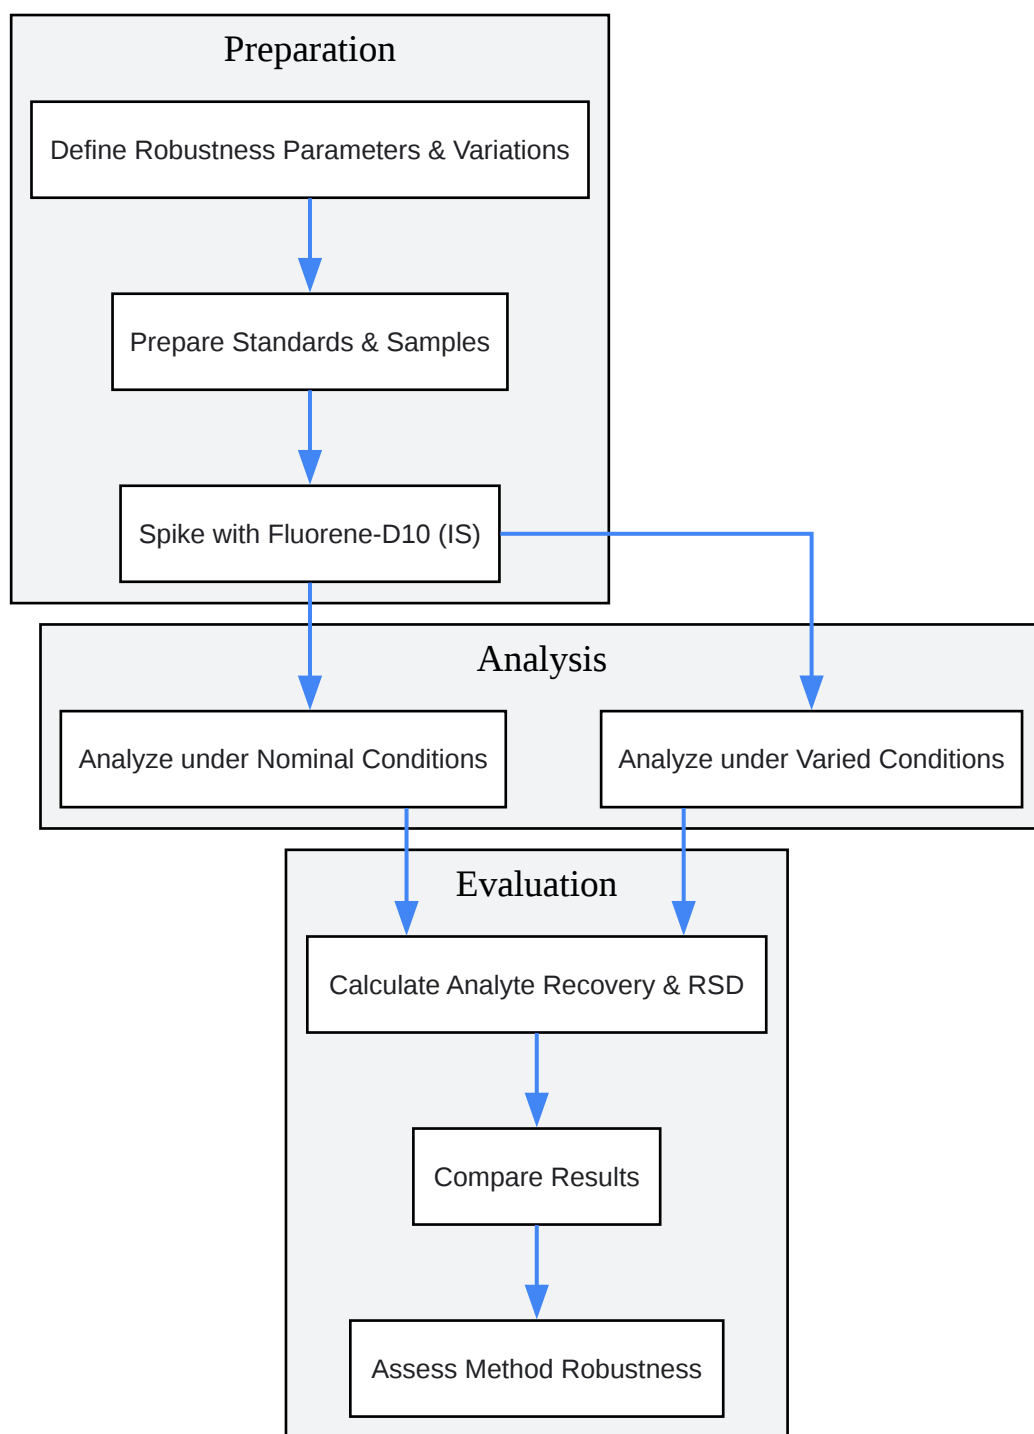 Preparation
Define Robustness Parameters & Variations
Prepare Standards & Samples
Spike with Fluorene-D10 (IS)
Analysis
Analyze under Nominal Conditions
Analyze under Varied Conditions
Evaluation
Calculate Analyte Recovery & RSD
Compare Results
Assess Method Robustness